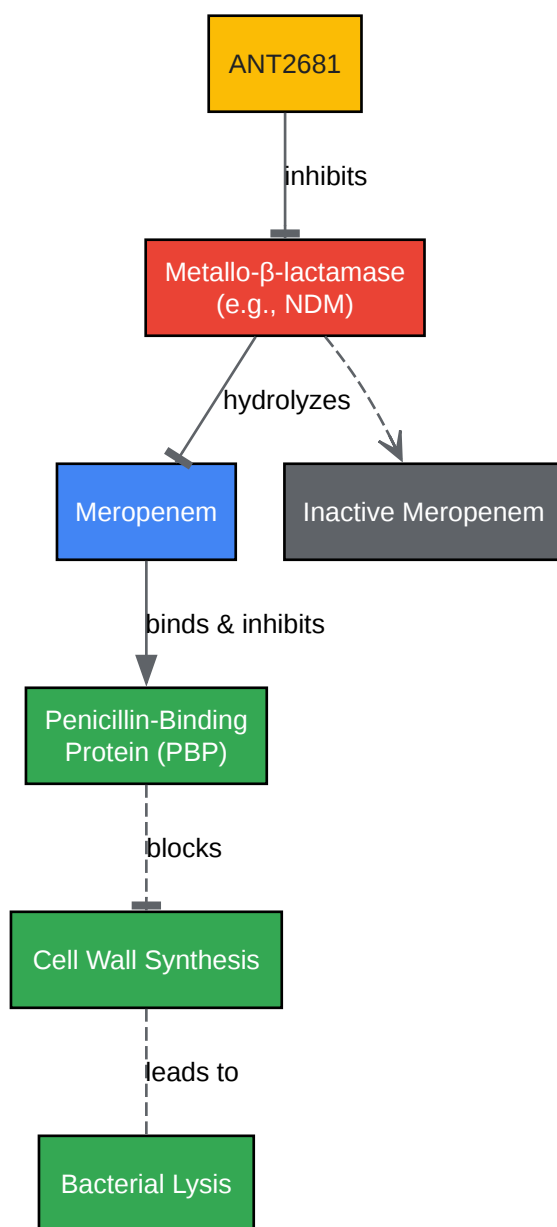 ANT2681
inhibits
Metallo-β-lactamase
(e.g., NDM)
hydrolyzes
Meropenem
Inactive Meropenem
binds & inhibits
Penicillin-Binding
Protein (PBP)
blocks
Cell Wall Synthesis
leads to
Bacterial Lysis